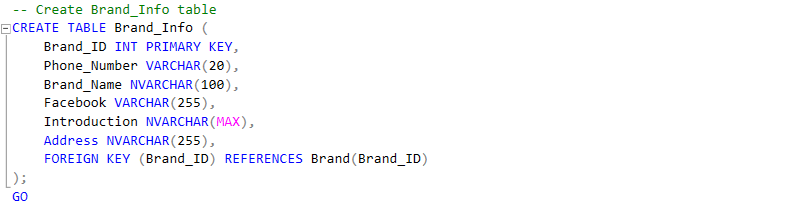 -- Create Brand_Info table
CREATE TABLE Brand_Info (
    Brand_ID INT PRIMARY KEY,
    Phone_Number VARCHAR(20),
    Brand_Name NVARCHAR(100),
    Facebook VARCHAR(255),
    Introduction NVARCHAR(MAX),
    Address NVARCHAR(255),
    FOREIGN KEY (Brand_ID) REFERENCES Brand(Brand_ID)
);
GO